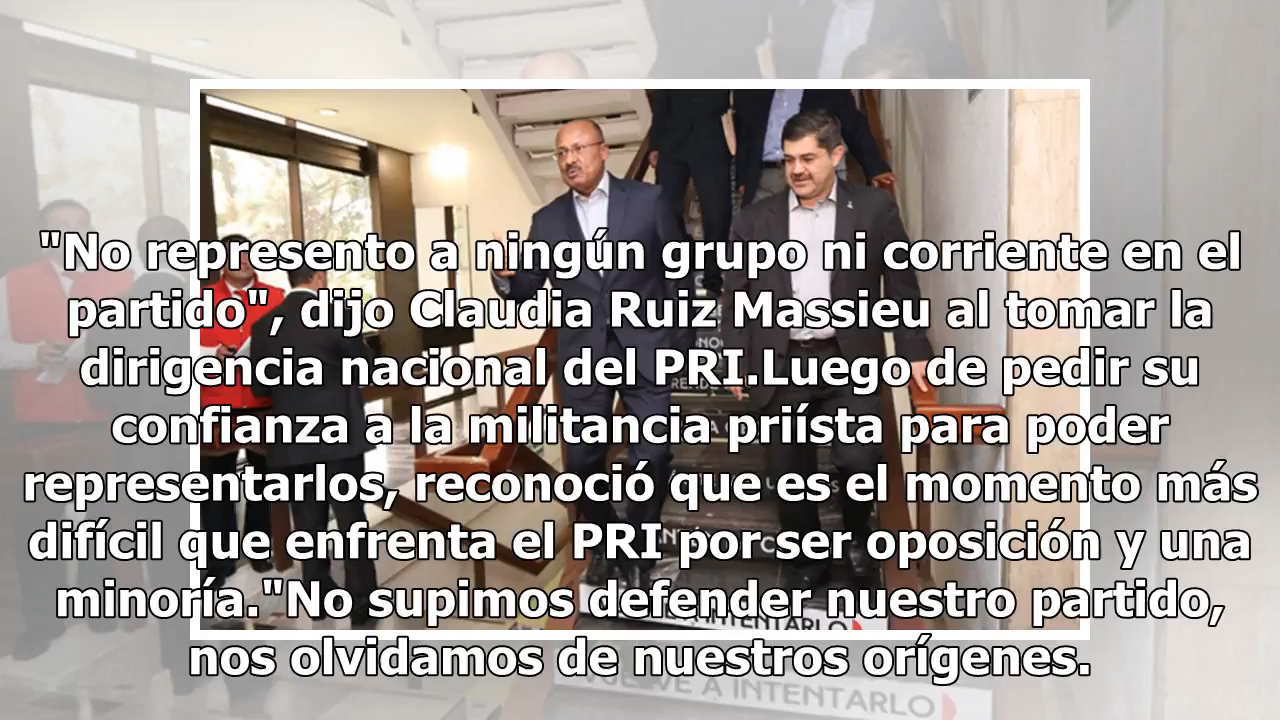 "No represento a ningún grupo ni corriente en el
partido", dijo Claudia Ruiz Massieu al tomar la
dirigencia nacional del PRI.Luego de pedir su
confianza a la militancia priísta para poder
representarlos, reconoció que es el momento más
difícil que enfrenta el PRI por ser oposición y una
minoría."No supimos defender nuestro partido,
nos olvidamos de nuestros orígenes.
A INTENTARLO
VUELVE A INTENTARLO